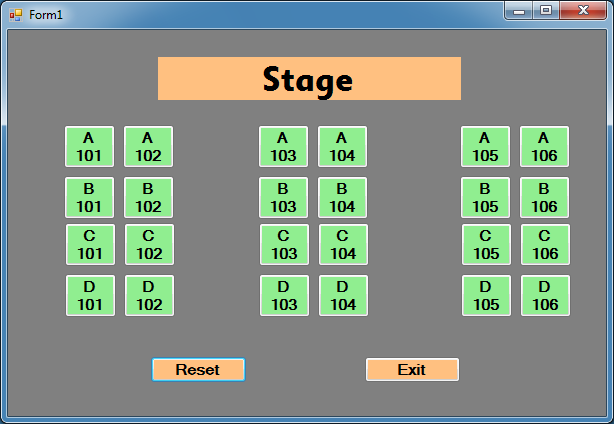 Form1
Stage
A A A A A A
101 102 103 104 105 106
B B B B B B
101 102 103 104 105 106
C C C C C C
101 102 103 104 105 106
D D D D D D
101 102 103 104 105 106
Reset Exit